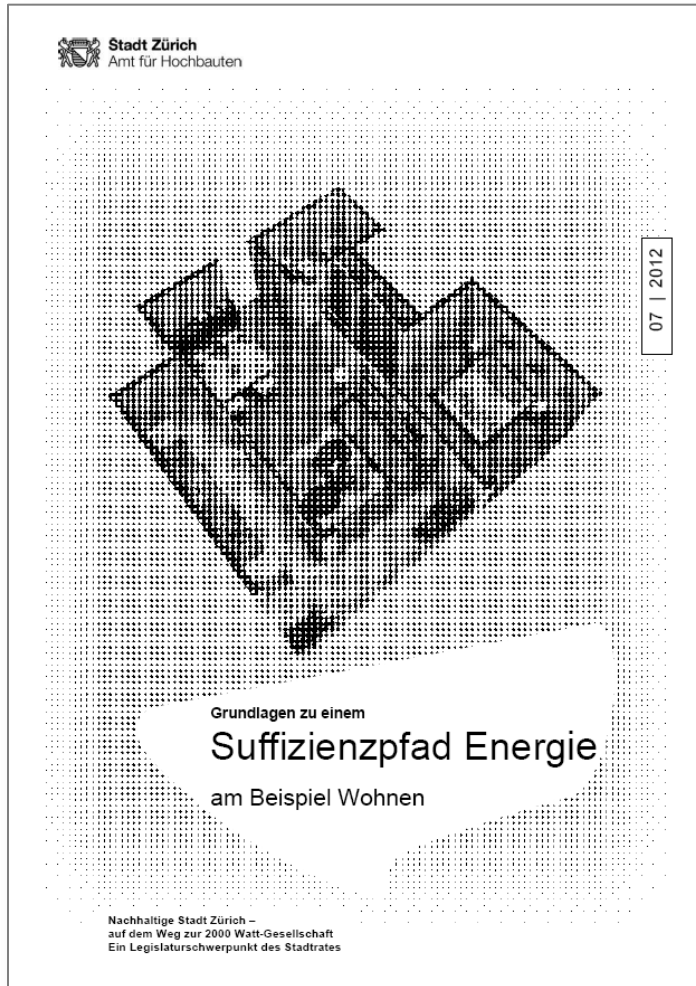 Stadt Zürich
Amt für Hochbauten
07 | 2012
Grundlagen zu einem
Suffizienzpfad Energie
am Beispiel Wohnen
Nachhaltige Stadt Zürich –
auf dem Weg zur 2000 Watt-Gesellschaft
Ein Legislaturschwerpunkt des Stadtrates